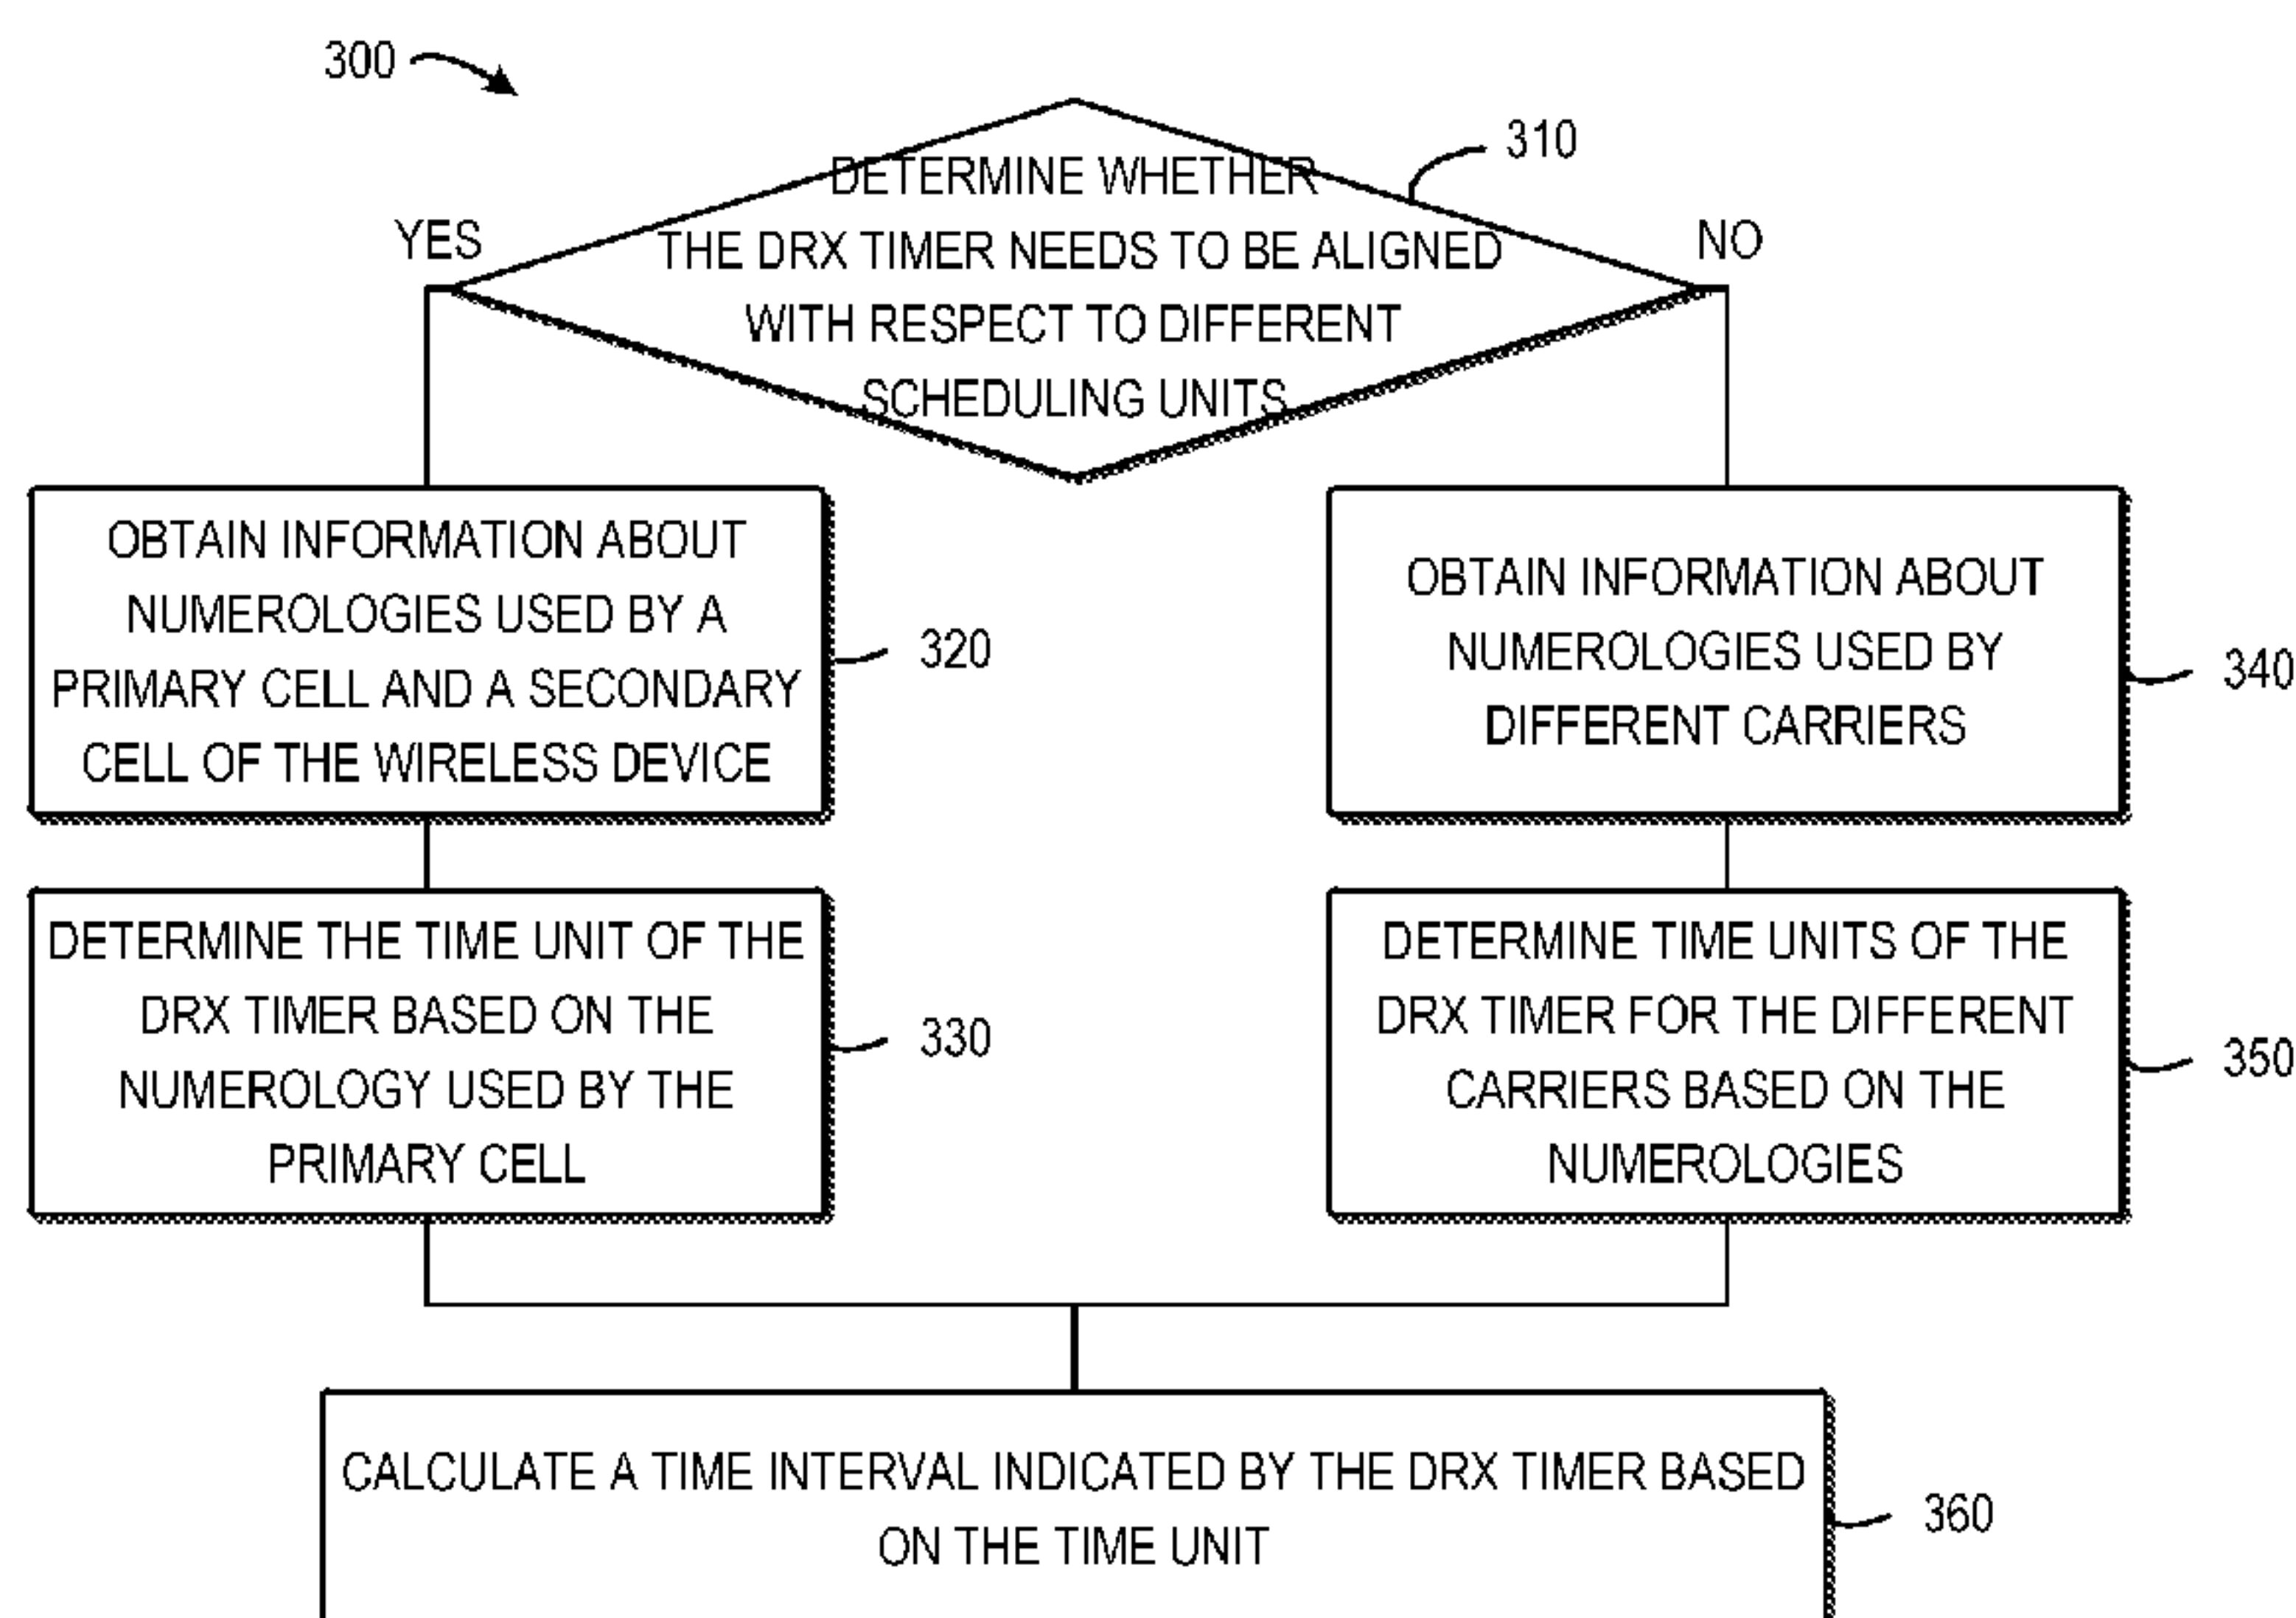 300
310
DETERMINE WHETHER
THE DRX TIMER NEEDS TO BE ALIGNED
WITH RESPECT TO DIFFERENT
SCHEDULING UNITS
YES
NO
OBTAIN INFORMATION ABOUT
NUMEROLOGIES USED BY A
PRIMARY CELL AND A SECONDARY
CELL OF THE WIRELESS DEVICE
320
OBTAIN INFORMATION ABOUT
NUMEROLOGIES USED BY
DIFFERENT CARRIERS
340
DETERMINE THE TIME UNIT OF THE
DRX TIMER BASED ON THE
NUMEROLOGY USED BY THE
PRIMARY CELL
330
DETERMINE TIME UNITS OF THE
DRX TIMER FOR THE DIFFERENT
CARRIERS BASED ON THE
NUMEROLOGIES
350
CALCULATE A TIME INTERVAL INDICATED BY THE DRX TIMER BASED
ON THE TIME UNIT
360